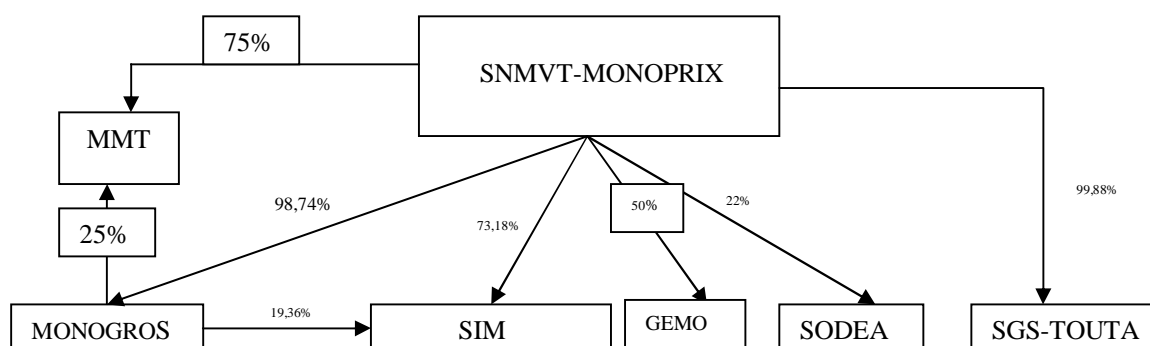 75%
SNMVT-MONOPRIX
MMT
98,74%
73,18%
50%
22%
99,88%
25%
MONOGROS
19,36%
SIM
GEMO
SODEA
SGS-TOUTA